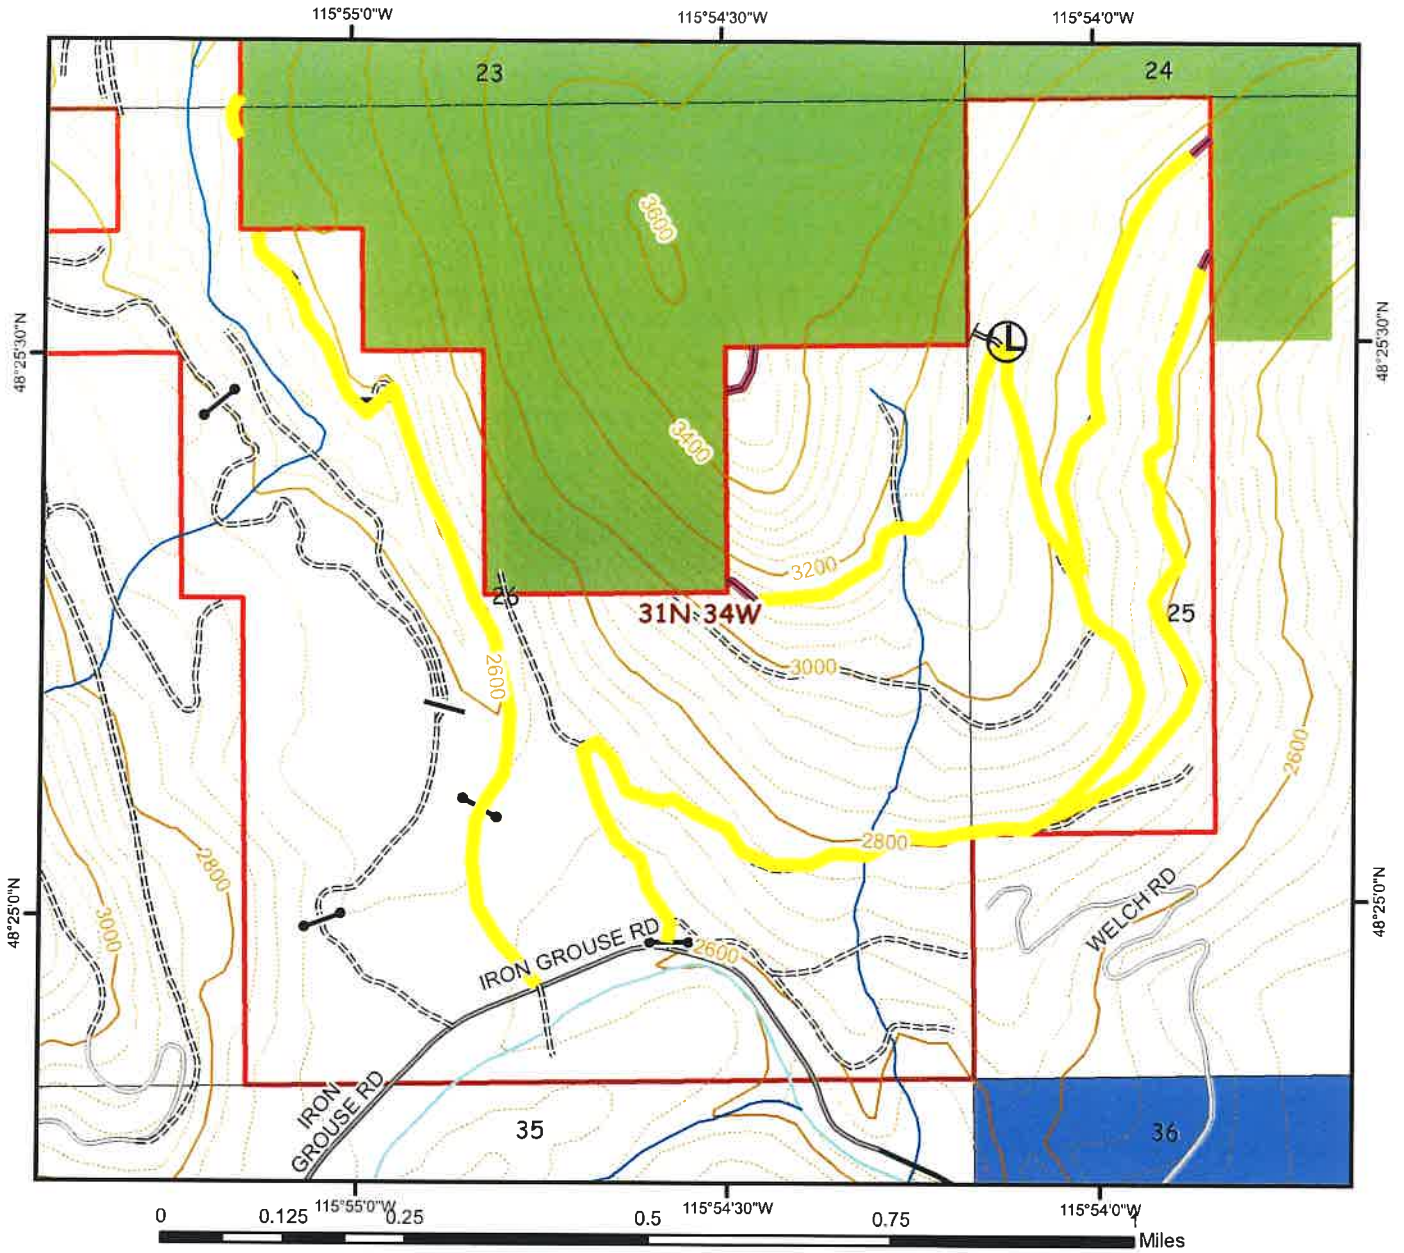 115°55'0"W
115°54'30"W
115°54'0"W
23
24
3600
48°25'30"N
48°25'30"N
L
3400
3200
26
31N 34W
25
3000
2600
2600
2800
2800
3000
48°25'0"N
48°25'0"N
WELCH RD
IRON GROUSE RD
2600
IRON
GROUSE RD
35
36
115°55'0"W
115°54'30"W
115°54'0"W
0
0.125
0.25
0.5
0.75
1
Miles